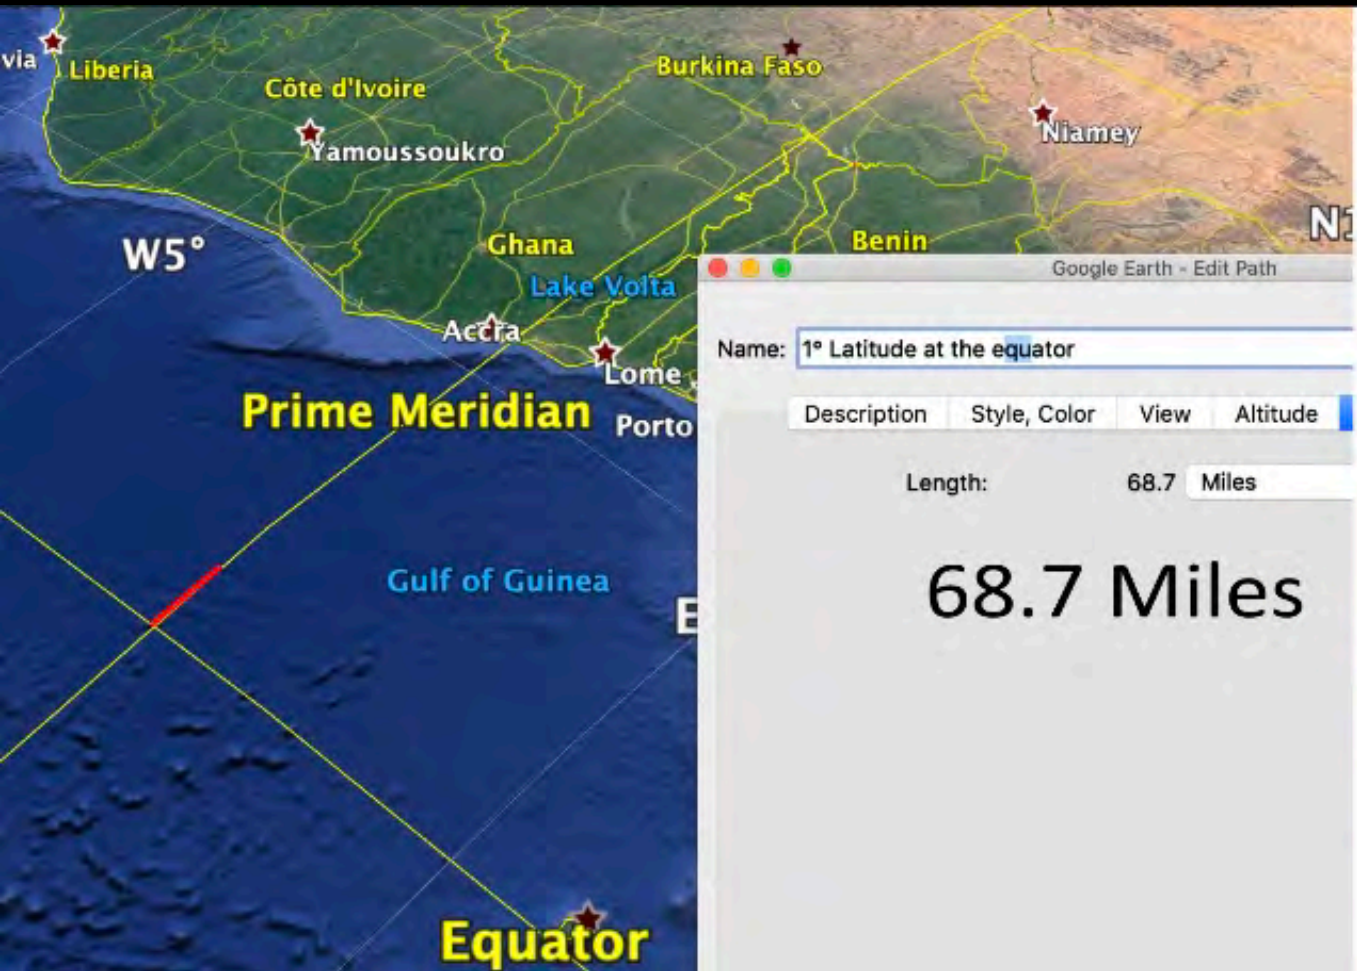 via
Liberia
Côte d'Ivoire
Yamoussoukro
Burkina Faso
Niamey
W5°
Ghana
Benin
Lake Volta
Accra
Lome
Prime Meridian
Porto
Gulf of Guinea
E
Equator
Google Earth - Edit Path
Name: 1° Latitude at the equator
Description Style, Color View Altitude
Length: 68.7 Miles
68.7 Miles